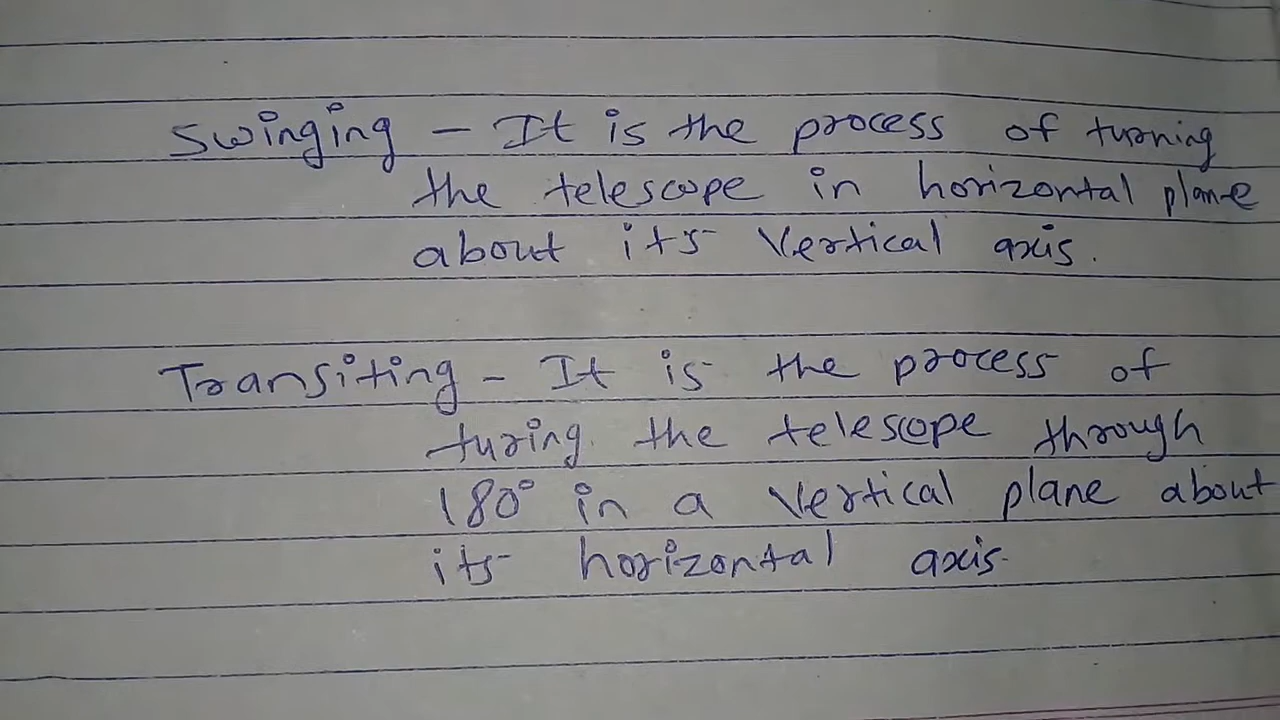 Swinging - It is the process of turning
the telescope in horizontal plane
about its vertical axis.
Transiting - It is the process of
turing the telescope through
180° in a vertical plane about
its horizontal axis.